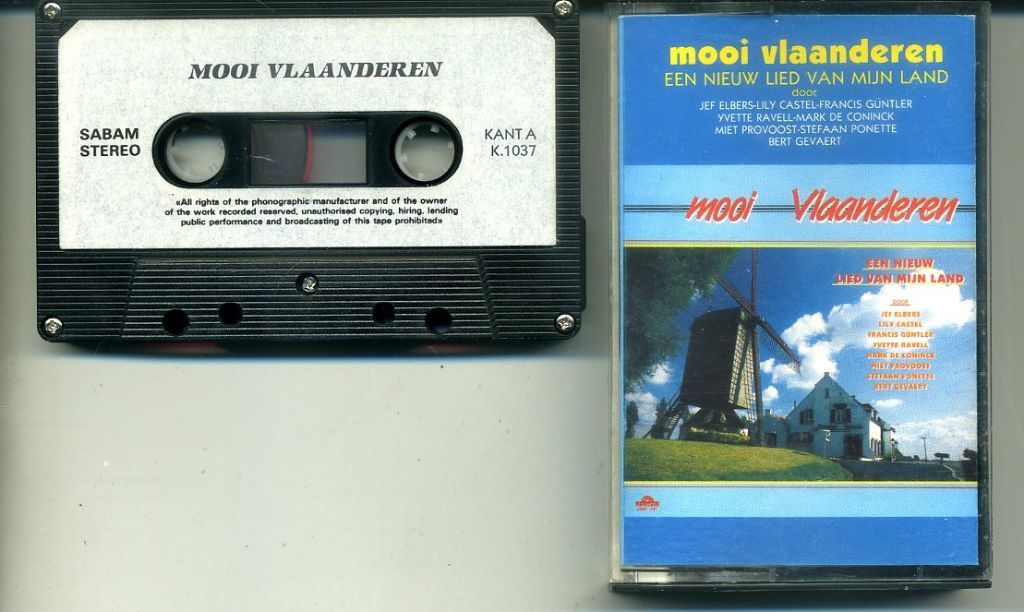 MOOI VLAANDEREN
SABAM
STEREO
KANT A
K.1037
«All rights of the phonographic manufacturer and of the owner
of the work recorded reserved, unauthorised copying, hiring, lending
public performance and broadcasting of this tape prohibited»
mooi vlaanderen
EEN NIEUW LIED VAN MIJN LAND
door
JEF ELBERS-LILY CASTEL-FRANCIS GÜNTLER
YVETTE RAVELL-MARK DE CONINCK
MIET PROVOOST-STEFAAN PONETTE
BERT GEVAERT
mooi Vlaanderen
EEN NIEUW
LIED VAN MIJN LAND
DOOR
JEF ELBERS
LILY CASTEL
FRANCIS GÜNTLER
YVETTE RAVELL
MARK DE CONINCK
MIET PROVOOST
STEFAAN PONETTE
BERT GEVAERT